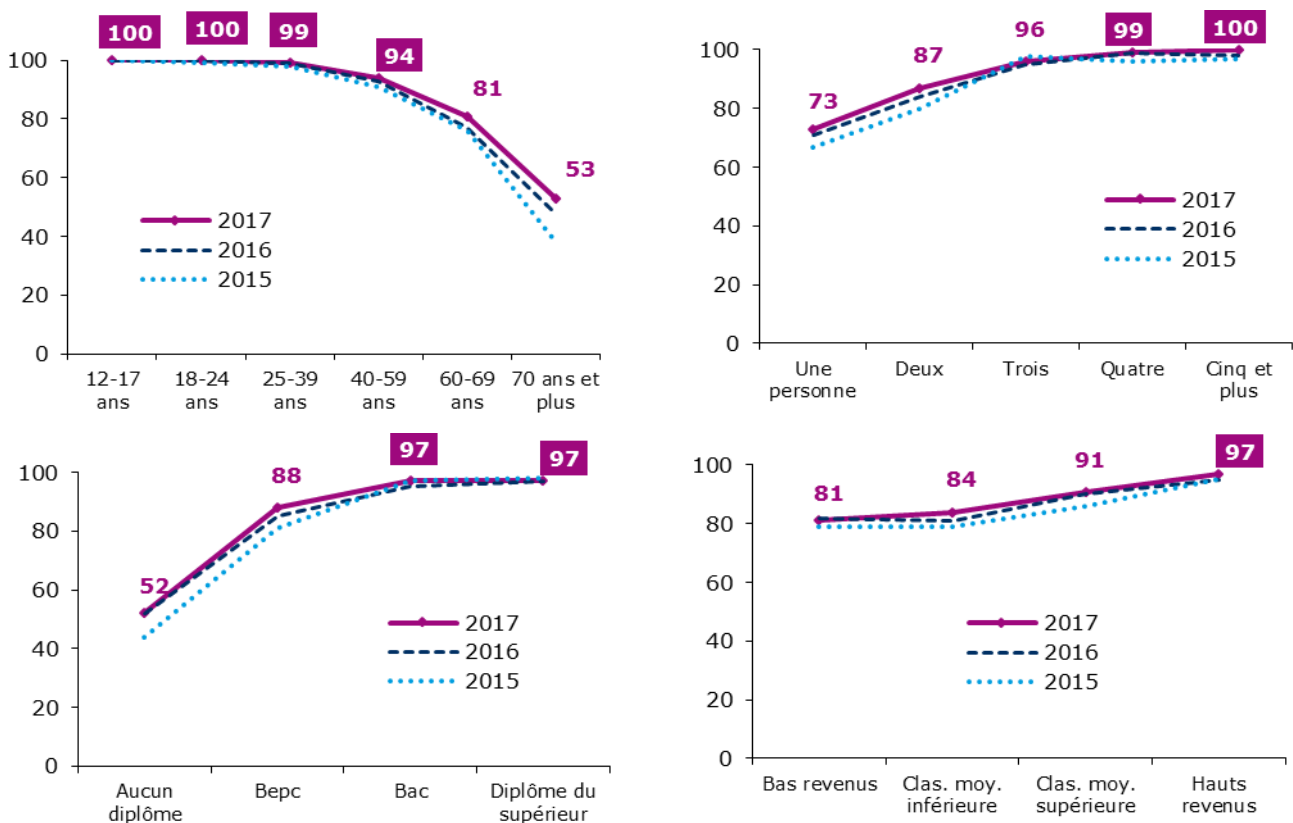 100 100 99 94 81 53
100
80
60
40
20
0
2017
2016
2015
12-17 ans
18-24 ans
25-39 ans
40-59 ans
60-69 ans
70 ans et plus
73 87 96 99 100
100
80
60
40
20
0
2017
2016
2015
Une personne
Deux
Trois
Quatre
Cinq et plus
52 88 97 97
100
80
60
40
20
0
2017
2016
2015
Aucun diplôme
Bepc
Bac
Diplôme du supérieur
81 84 91 97
100
80
60
40
20
0
2017
2016
2015
Bas revenus
Clas. moy. inférieure
Clas. moy. supérieure
Hauts revenus